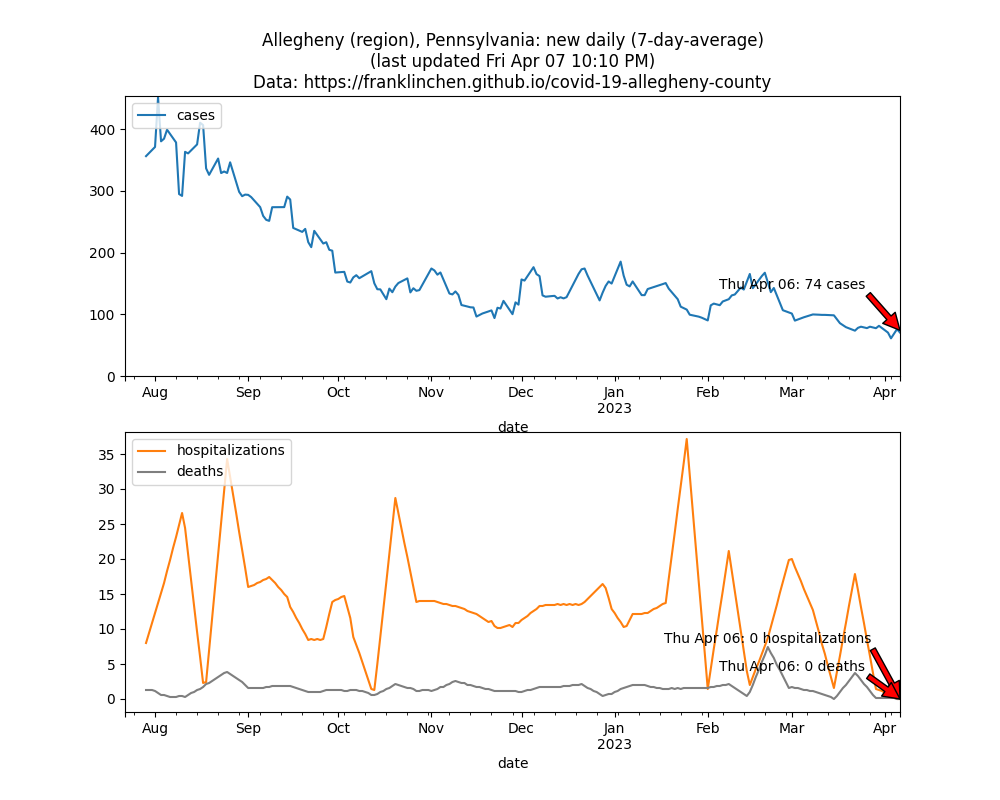 Allegheny (region), Pennsylvania: new daily (7-day-average)
(last updated Fri Apr 07 10:10 PM)
Data: https://franklinchen.github.io/covid-19-allegheny-county
cases
400
300
200
100
0
Thu Apr 06: 74 cases
Aug Sep Oct Nov Dec Jan Feb Mar Apr
2023
date
hospitalizations
deaths
35
30
25
20
15
10
5
0
Thu Apr 06: 0 hospitalizations
Thu Apr 06: 0 deaths
Aug Sep Oct Nov Dec Jan Feb Mar Apr
2023
date